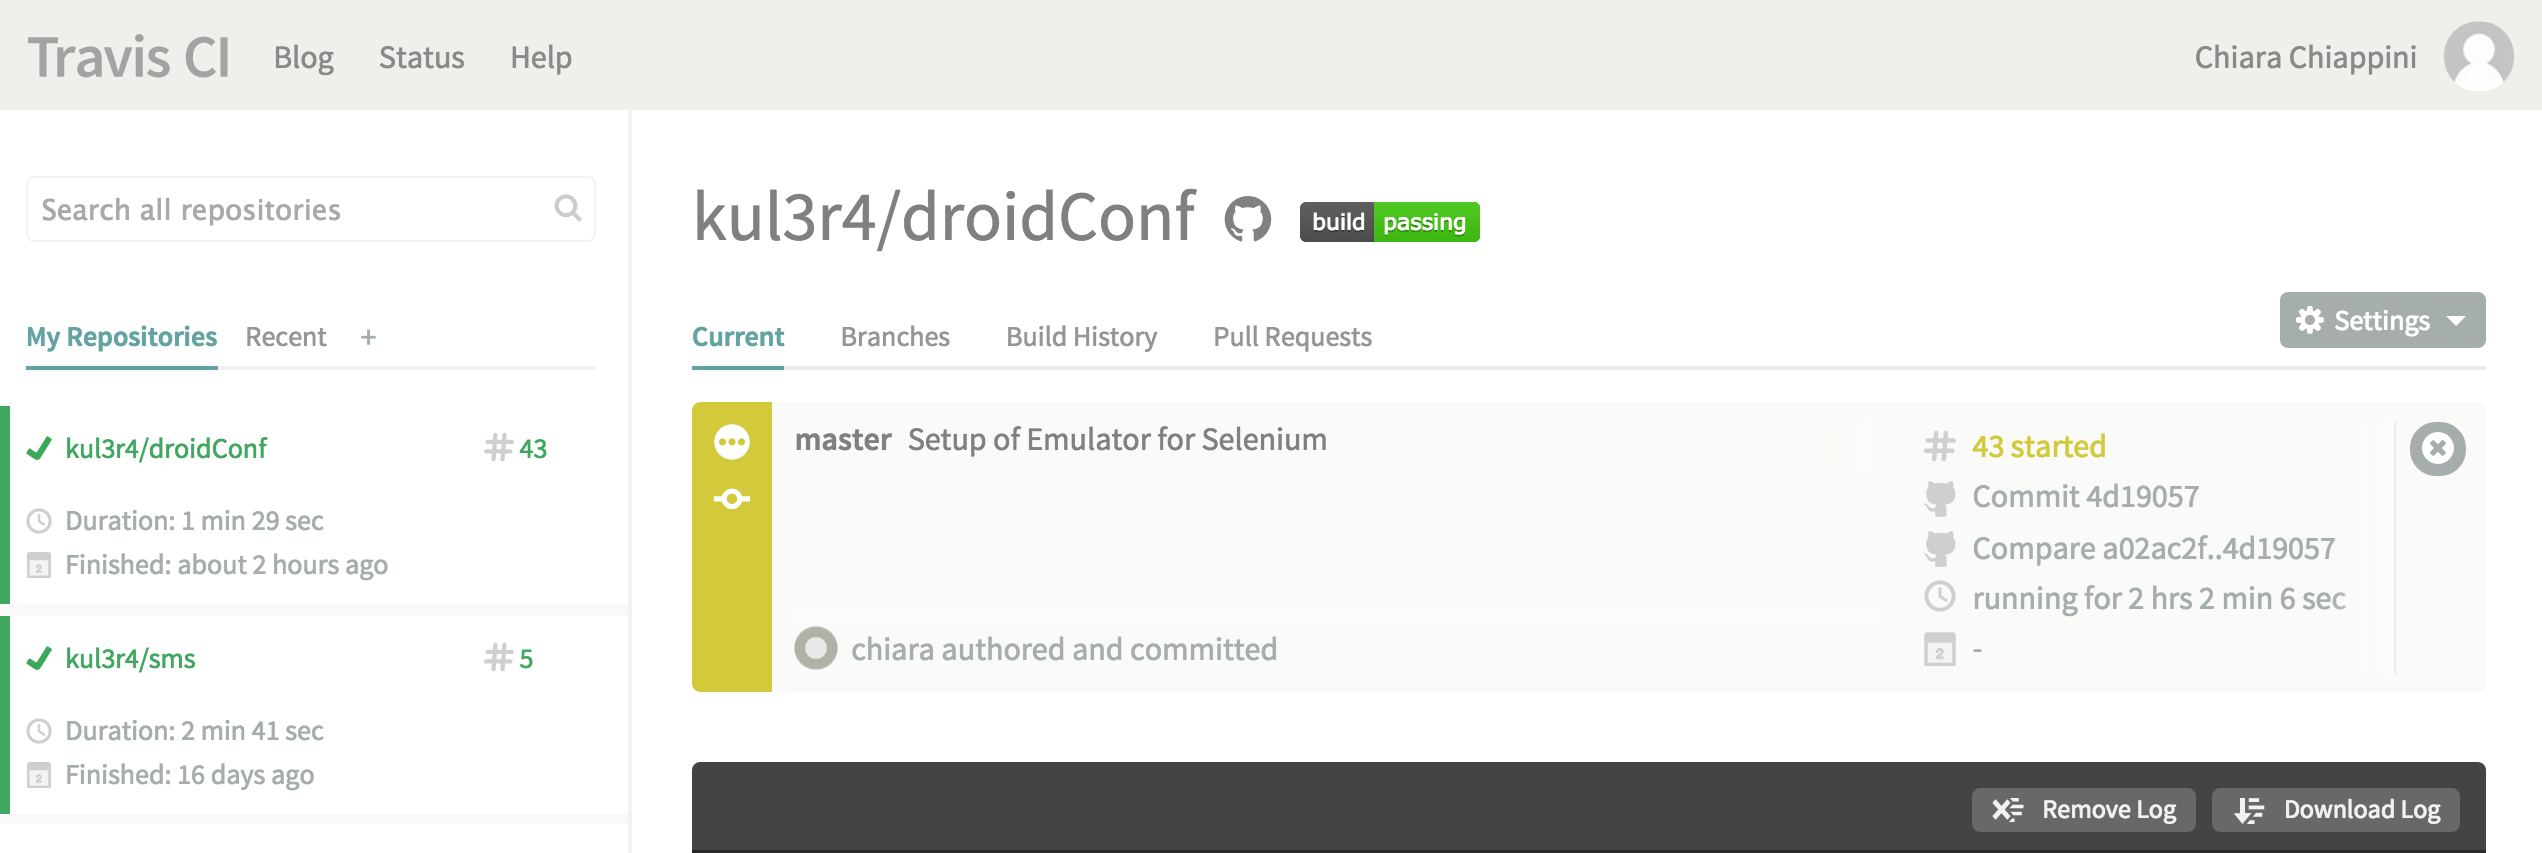 Travis CI Blog Status Help Chiara Chiappini
Search all repositories
My Repositories Recent +
kul3r4/droidConf # 43
Duration: 1 min 29 sec
2 Finished: about 2 hours ago
kul3r4/sms # 5
Duration: 2 min 41 sec
2 Finished: 16 days ago
kul3r4/droidConf build passing
Current Branches Build History Pull Requests Settings
master Setup of Emulator for Selenium
chiara authored and committed
# 43 started
Commit 4d19057
Compare a02ac2f..4d19057
running for 2 hrs 2 min 6 sec
2 -
Remove Log Download Log